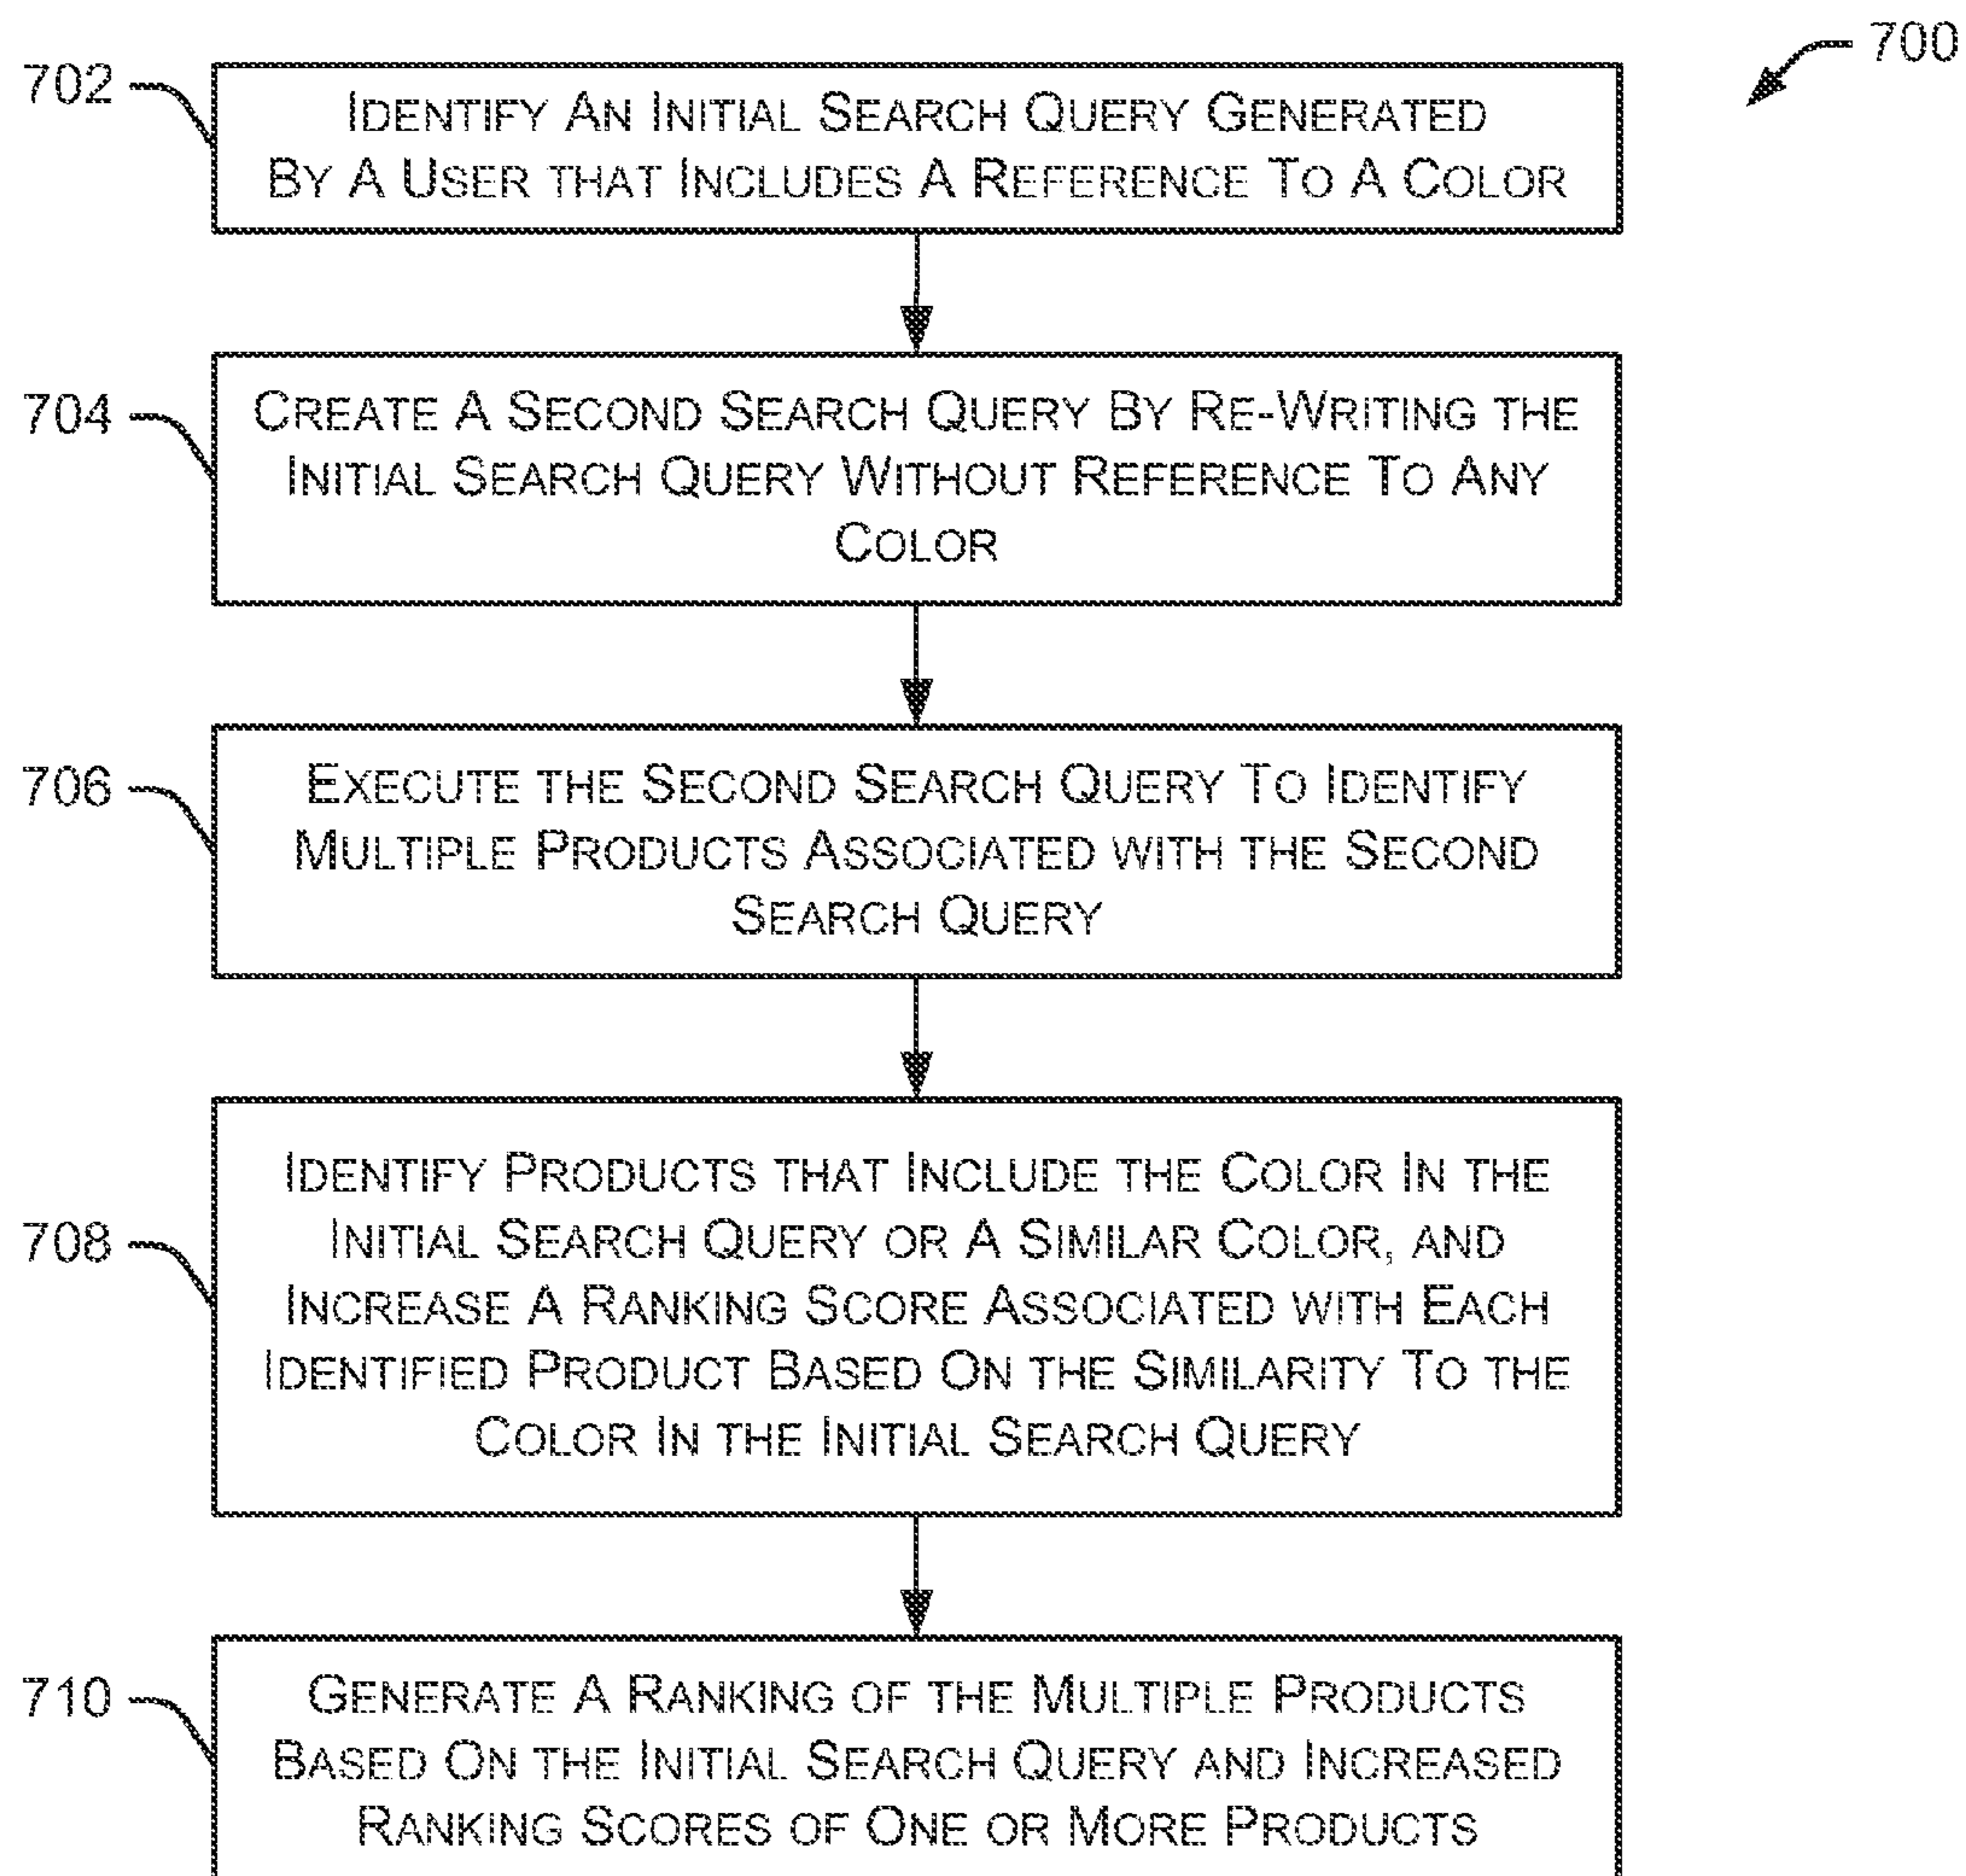 700
702
IDENTIFY AN INITIAL SEARCH QUERY GENERATED
BY A USER THAT INCLUDES A REFERENCE TO A COLOR
704
CREATE A SECOND SEARCH QUERY BY RE-WRITING THE
INITIAL SEARCH QUERY WITHOUT REFERENCE TO ANY
COLOR
706
EXECUTE THE SECOND SEARCH QUERY TO IDENTIFY
MULTIPLE PRODUCTS ASSOCIATED WITH THE SECOND
SEARCH QUERY
708
IDENTIFY PRODUCTS THAT INCLUDE THE COLOR IN THE
INITIAL SEARCH QUERY OR A SIMILAR COLOR, AND
INCREASE A RANKING SCORE ASSOCIATED WITH EACH
IDENTIFIED PRODUCT BASED ON THE SIMILARITY TO THE
COLOR IN THE INITIAL SEARCH QUERY
710
GENERATE A RANKING OF THE MULTIPLE PRODUCTS
BASED ON THE INITIAL SEARCH QUERY AND INCREASED
RANKING SCORES OF ONE OR MORE PRODUCTS